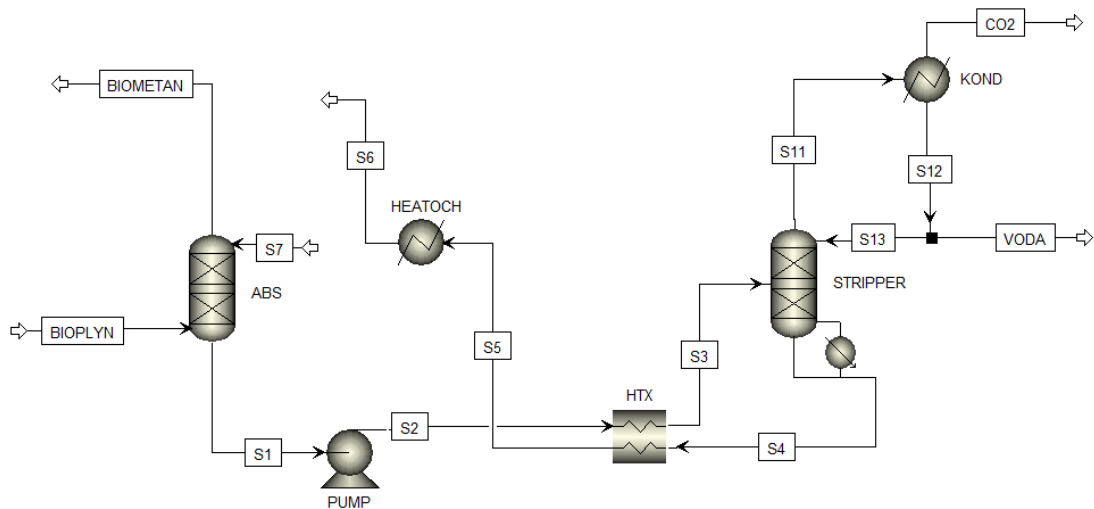 CO2
BIOMETAN
KOND
S6
S11
S12
HEATOCH
S7
S13
VODA
ABS
STRIPPER
BIOPLYN
S5
S3
HTX
S2
S1
S4
PUMP